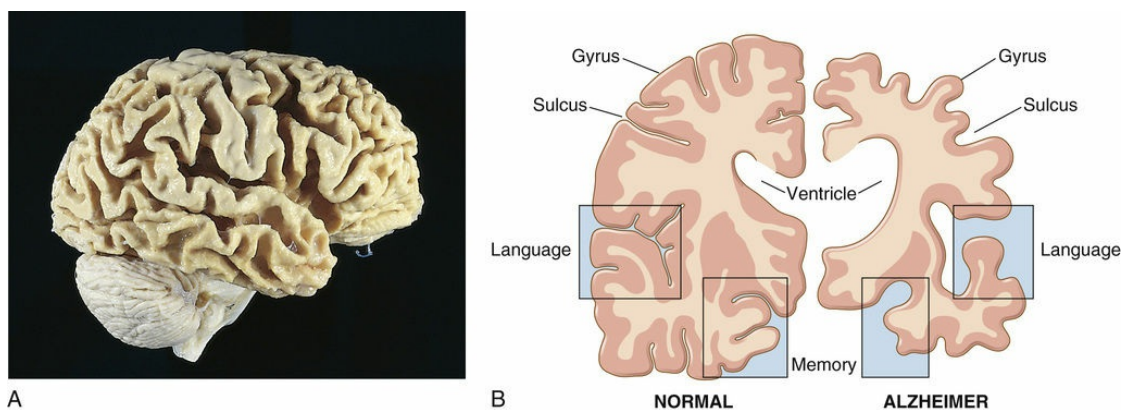 Gyrus
Sulcus
Gyrus
Sulcus
Ventricle
Language
Language
Memory
A
B
NORMAL
ALZHEIMER